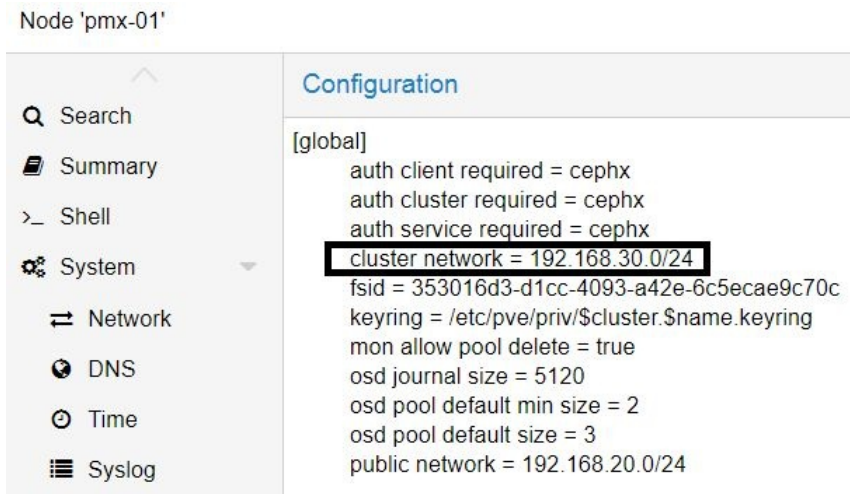 Node 'pmx-01'
Search
Summary
>_ Shell
System
Network
DNS
Time
Syslog
Configuration
[global]
auth client required = cephx
auth cluster required = cephx
auth service required = cephx
cluster network = 192.168.30.0/24
fsid = 353016d3-d1cc-4093-a42e-6c5ecae9c70c
keyring = /etc/pve/priv/$cluster.$name.keyring
mon allow pool delete = true
osd journal size = 5120
osd pool default min size = 2
osd pool default size = 3
public network = 192.168.20.0/24